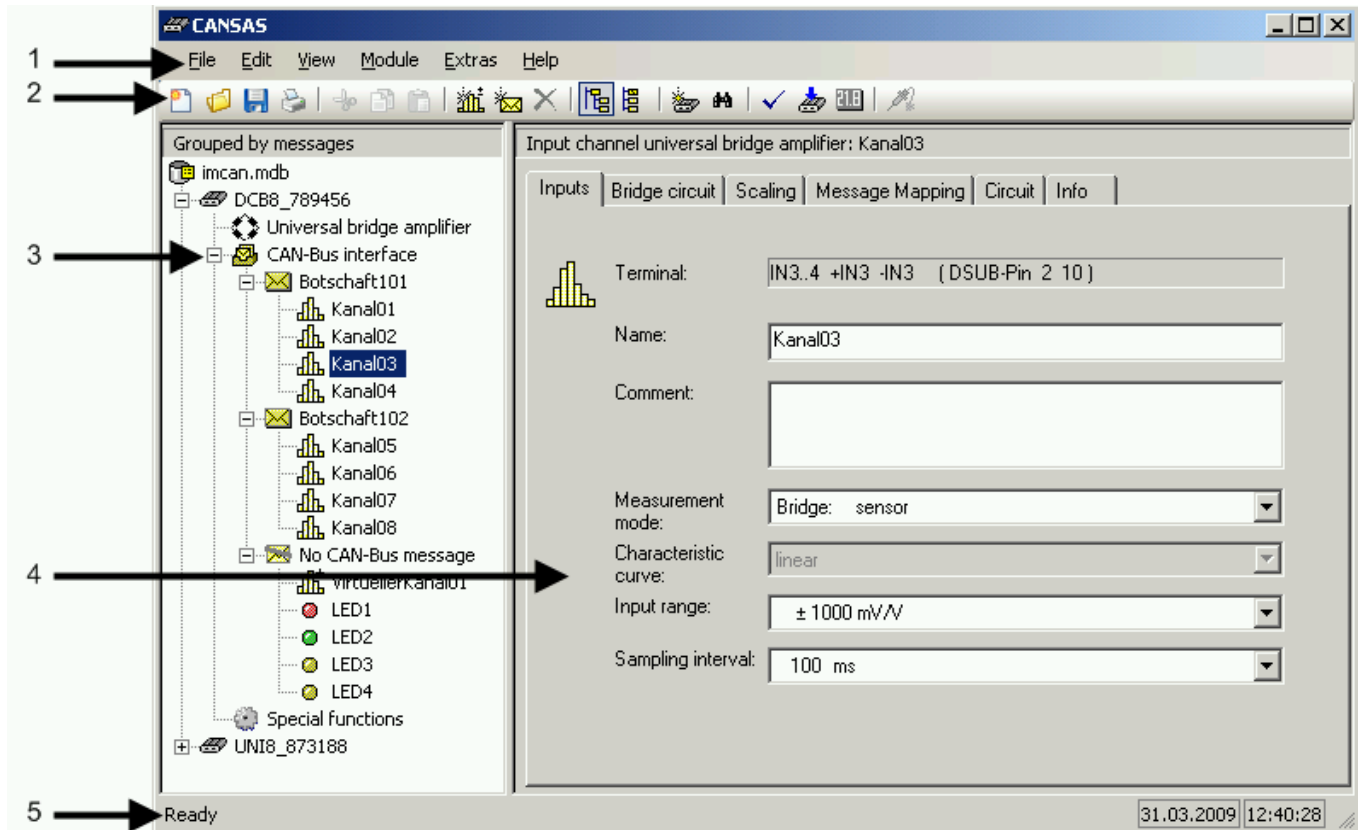 CANSAS
1
File Edit View Module Extras Help
2
21.8
Grouped by messages
imcan.mdb
DCB8_789456
Universal bridge amplifier
3
CAN-Bus interface
Botschaft101
Kanal01
Kanal02
Kanal03
Kanal04
Botschaft102
Kanal05
Kanal06
Kanal07
Kanal08
No CAN-Bus message
VirtuellerKanal01
LED1
LED2
LED3
LED4
Special functions
UNI8_873188
Input channel universal bridge amplifier: Kanal03
Inputs Bridge circuit Scaling Message Mapping Circuit Info
Terminal: IN3..4 +IN3 -IN3 ( DSUB-Pin 2 10 )
Name: Kanal03
Comment:
Measurement
mode: Bridge: sensor
4
Characteristic
curve: linear
Input range: ± 1000 mV/V
Sampling interval: 100 ms
5
Ready
31.03.2009 12:40:28